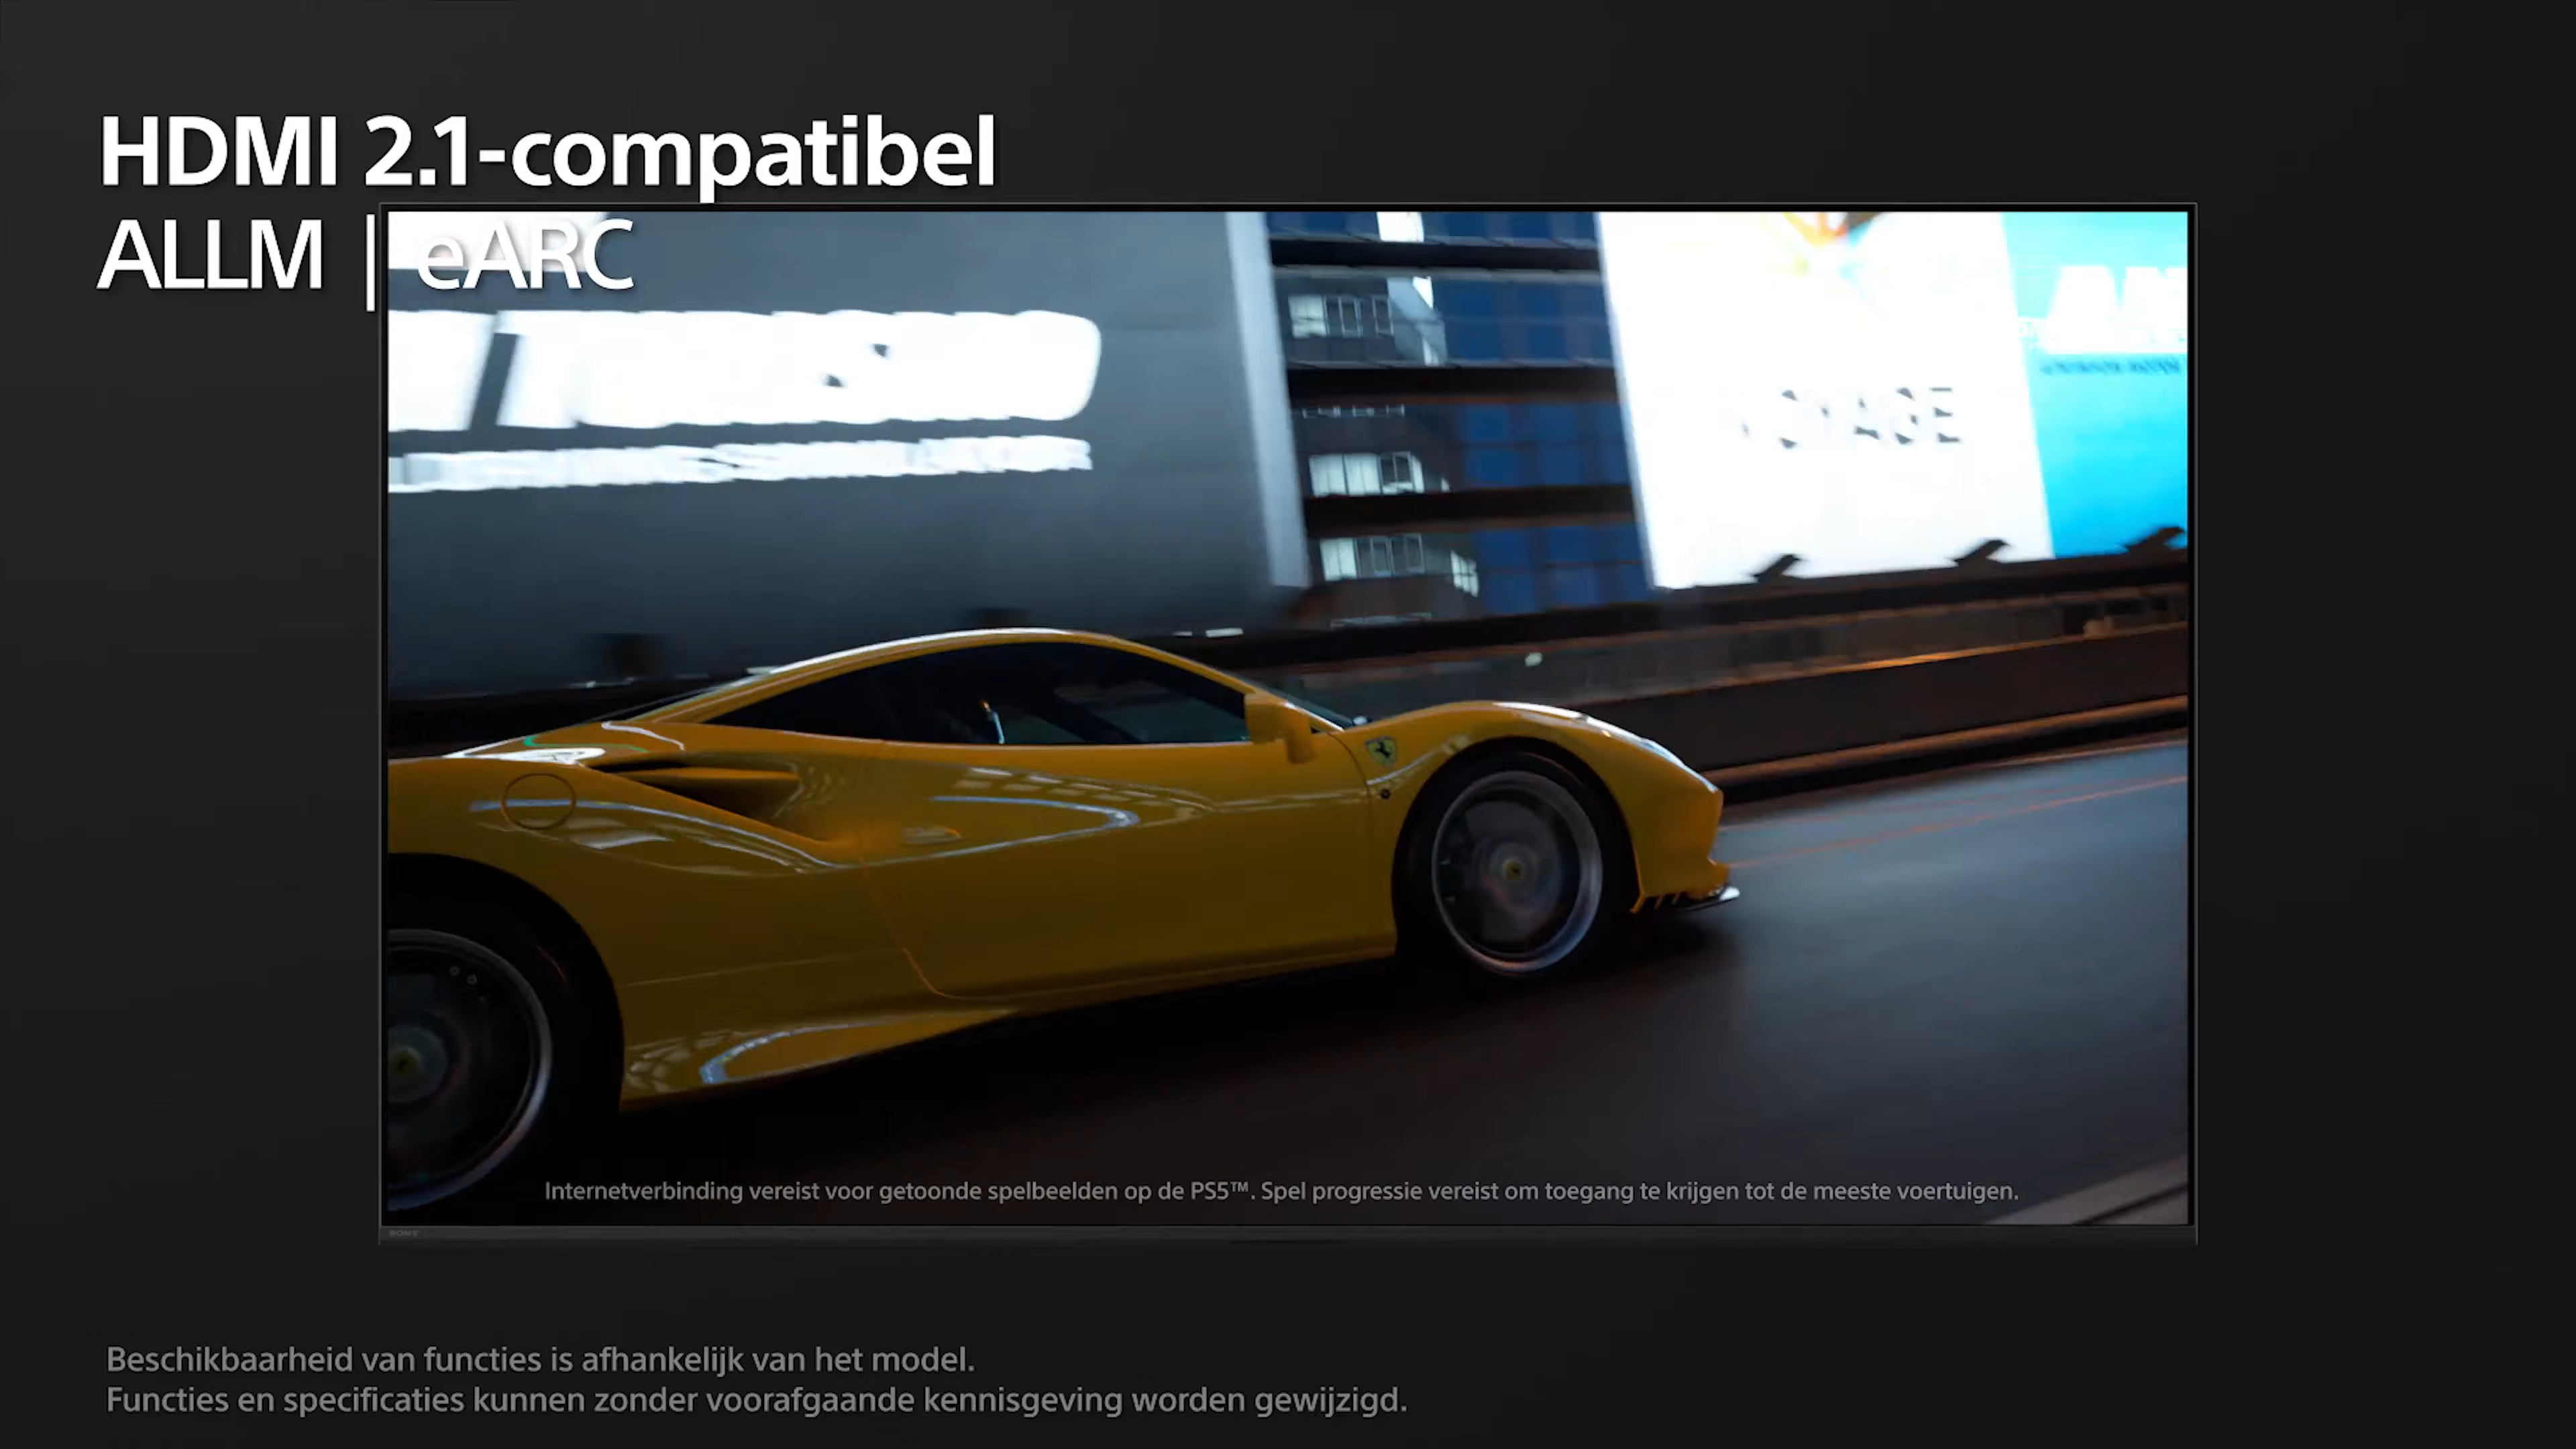 HDMI 2.1-compatibel
ALLM | eARC
VOYAGE
Internetverbinding vereist voor getoonde spelbeelden op de PS5™. Spel progressie vereist om toegang te krijgen tot de meeste voertuigen.
SONY
Beschikbaarheid van functies is afhankelijk van het model.
Functies en specificaties kunnen zonder voorafgaande kennisgeving worden gewijzigd.